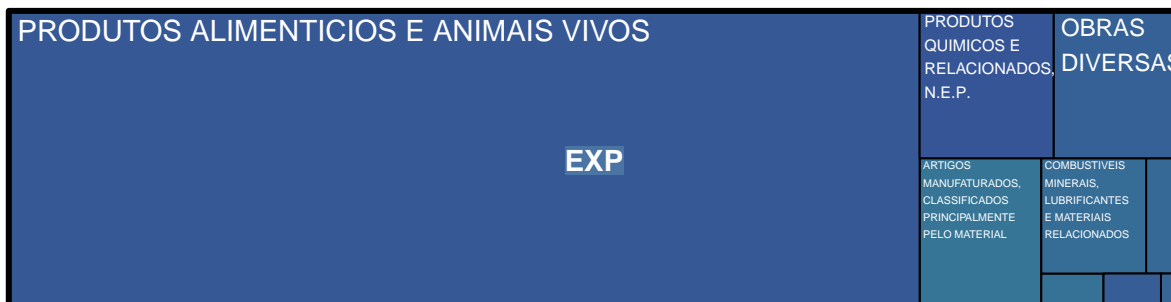 PRODUTOS ALIMENTICIOS E ANIMAIS VIVOS
EXP
PRODUTOS
QUIMICOS E
RELACIONADOS,
N.E.P.
OBRAS
DIVERSAS
ARTIGOS
MANUFATURADOS,
CLASSIFICADOS
PRINCIPALMENTE
PELO MATERIAL
COMBUSTIVEIS
MINERAIS,
LUBRIFICANTES
E MATERIAIS
RELACIONADOS